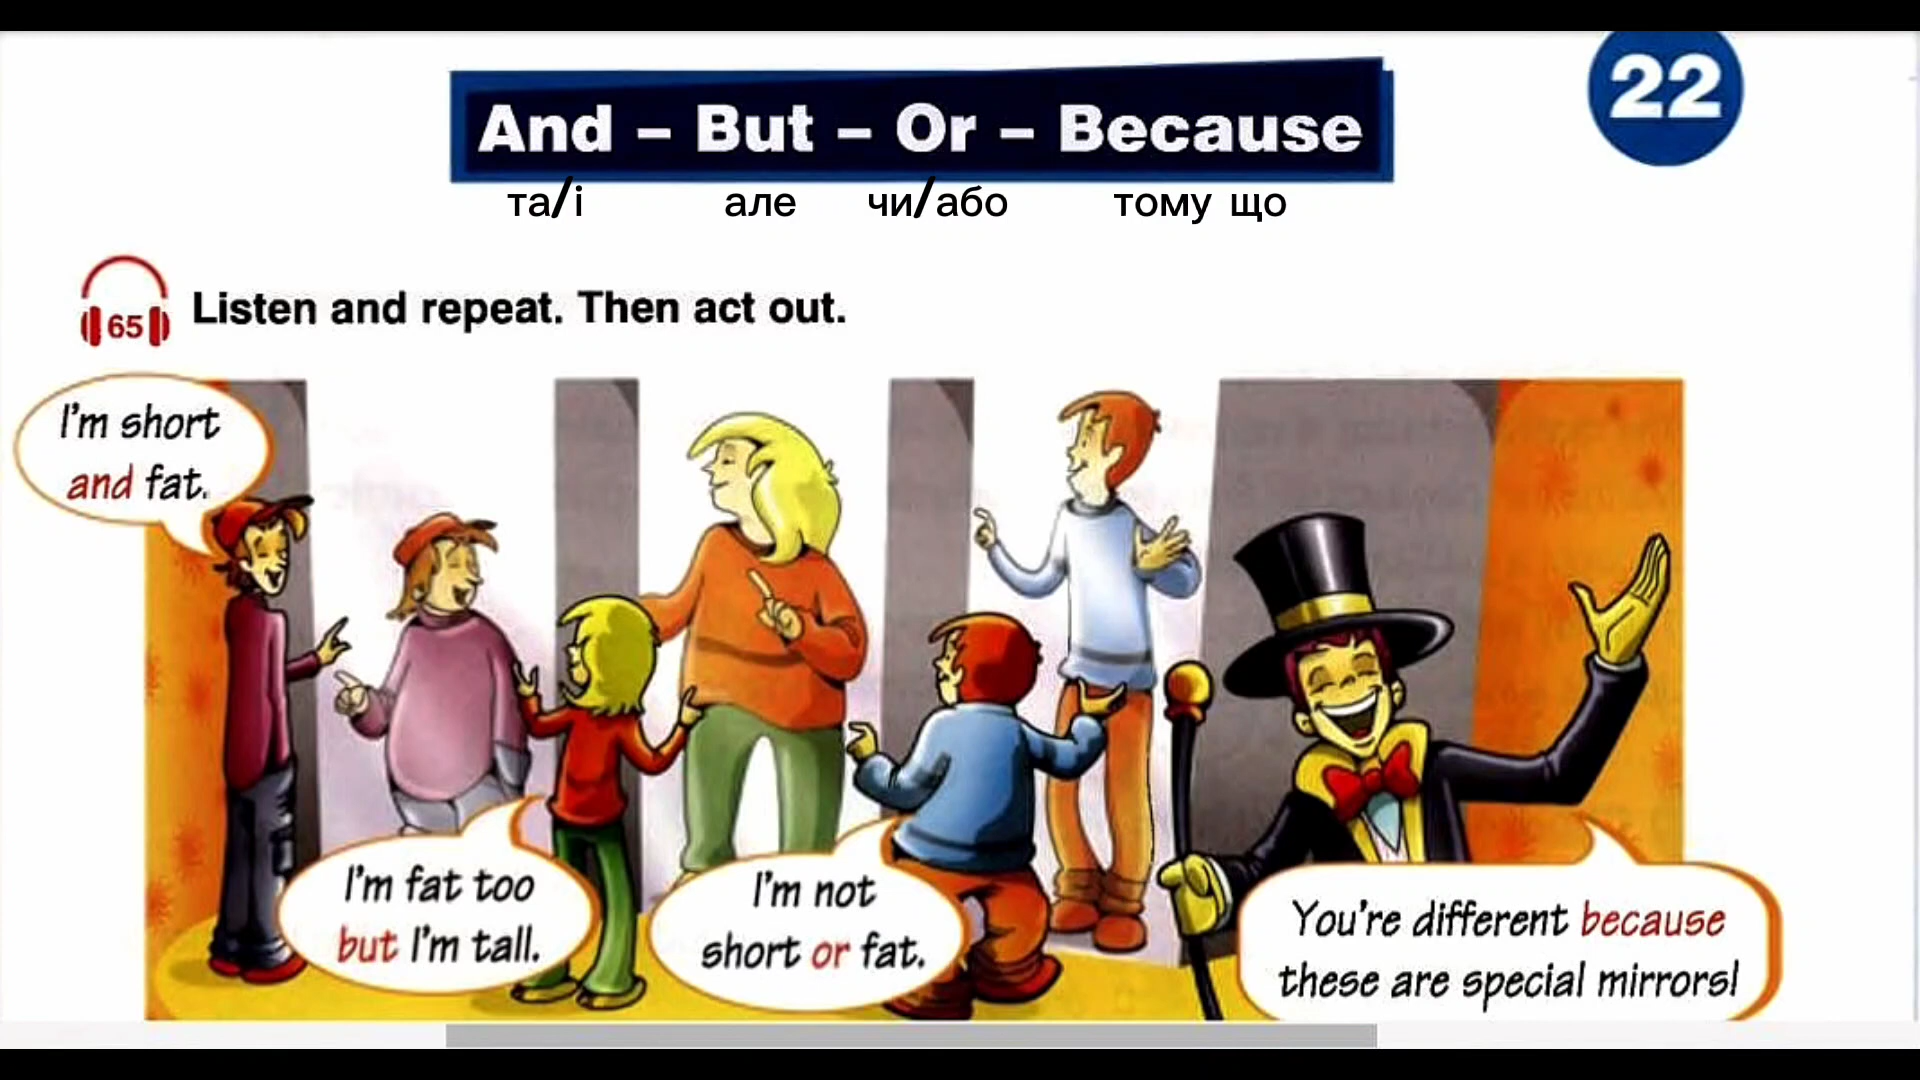 22
And – But – Or – Because
та/і але чи/або тому що
65 Listen and repeat. Then act out.
I'm short
and fat.
I'm fat too
but I'm tall.
I'm not
short or fat.
You're different because
these are special mirrors!